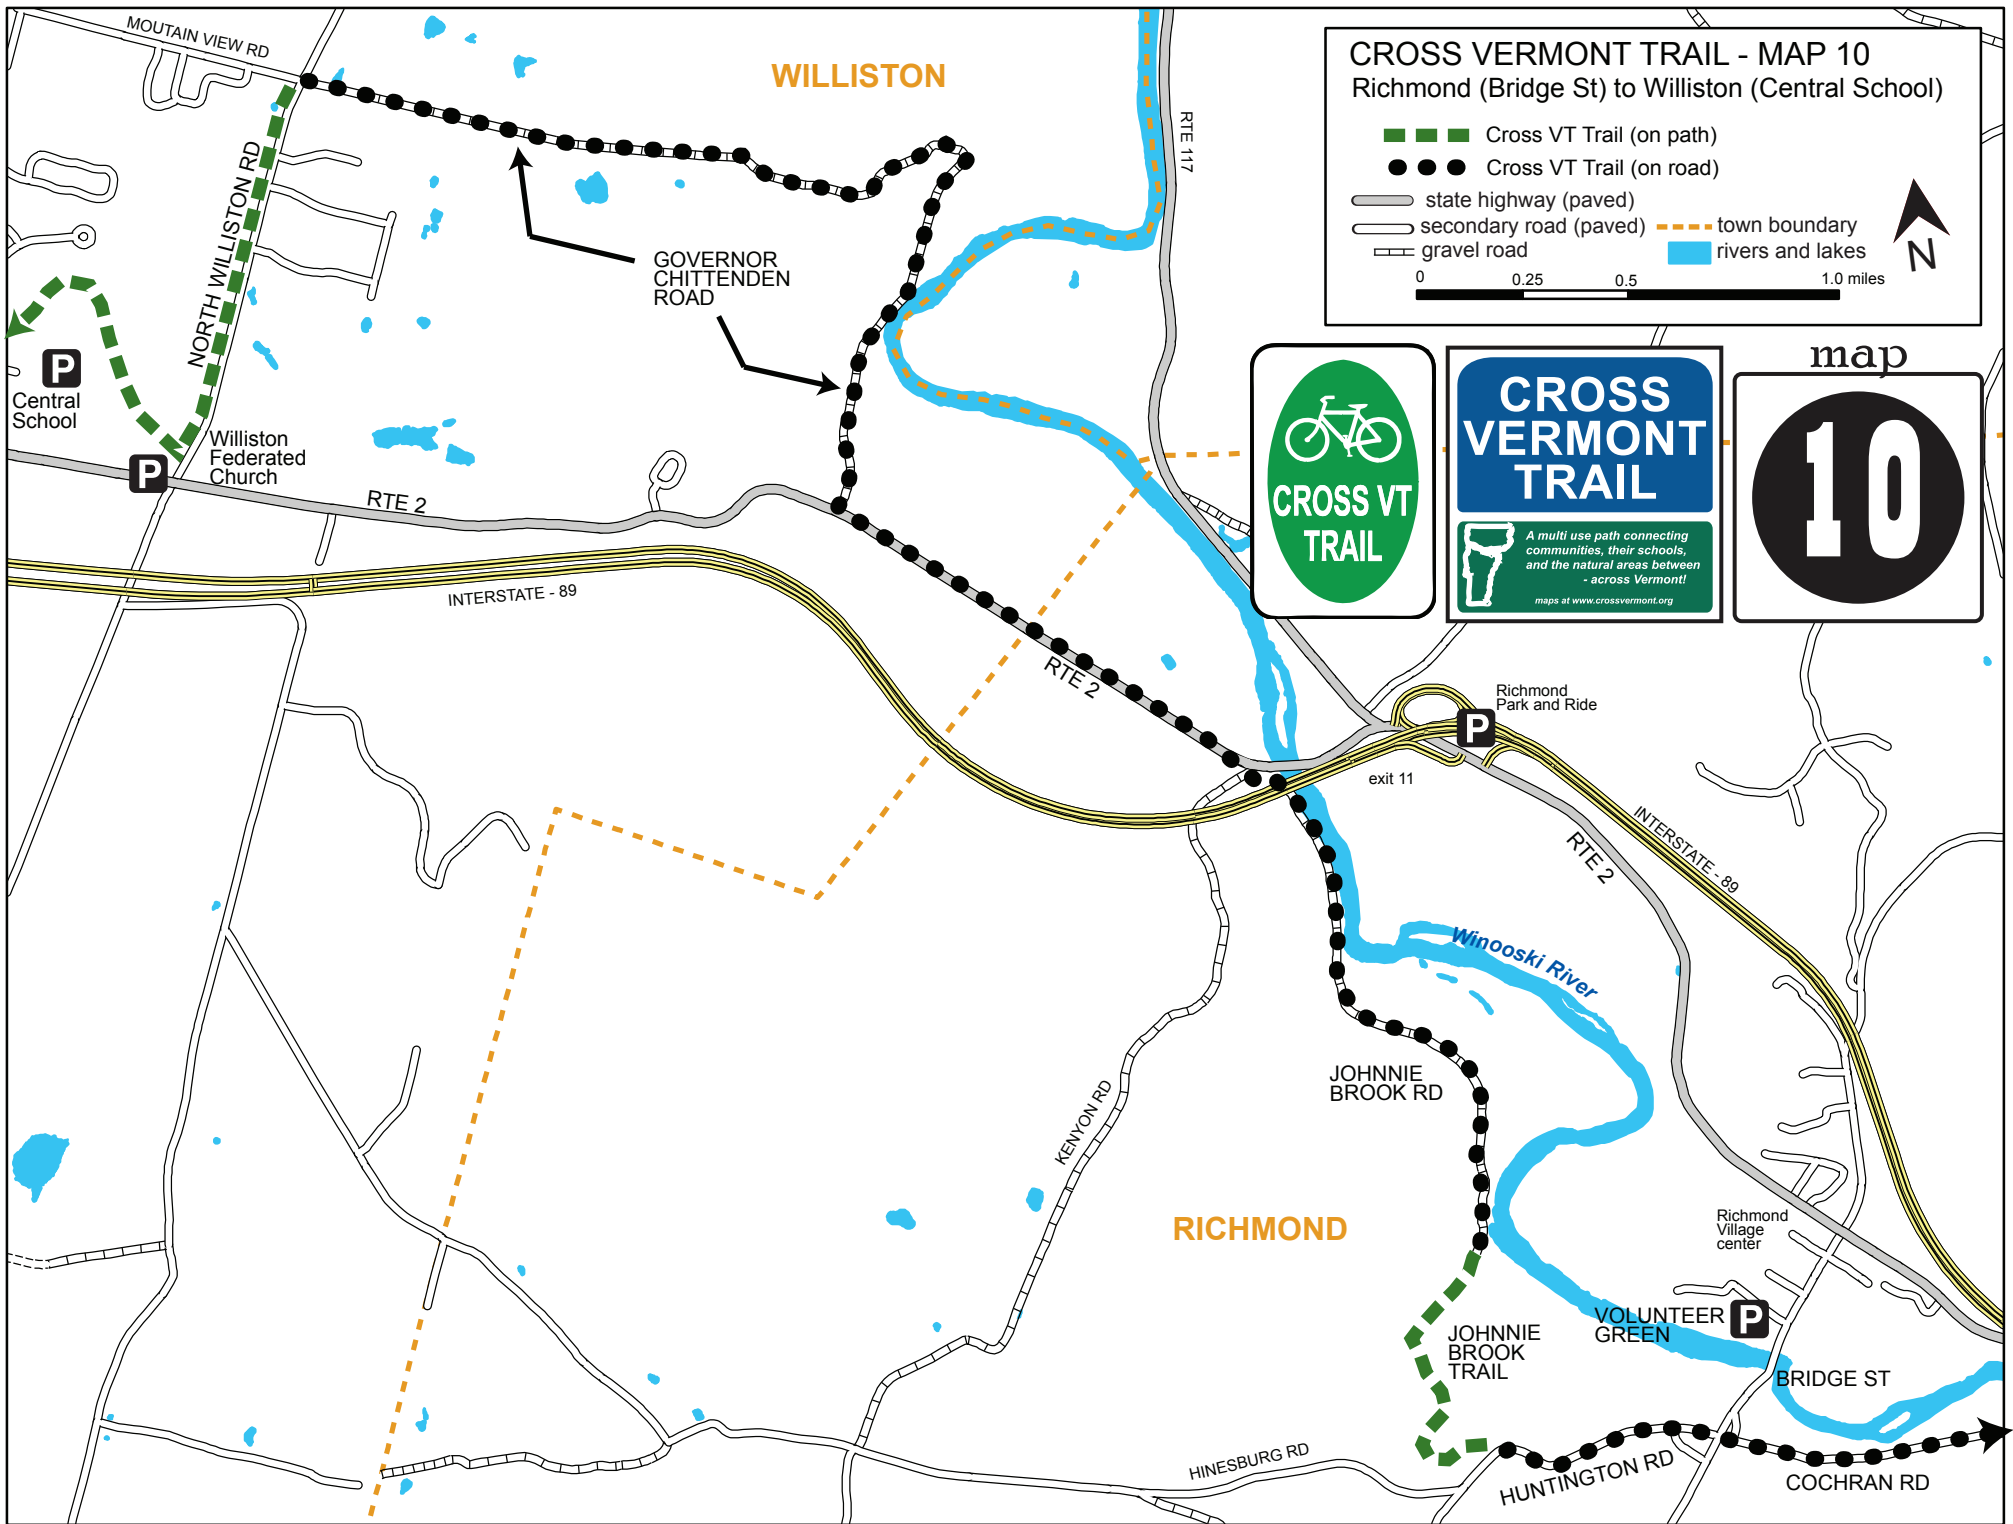 MOUTAIN VIEW RD
WILLISTON
RTE 117
CROSS VERMONT TRAIL - MAP 10
Richmond (Bridge St) to Williston (Central School)
Cross VT Trail (on path)
Cross VT Trail (on road)
state highway (paved)
secondary road (paved)
town boundary
gravel road
rivers and lakes
N
0
0.25
0.5
1.0 miles
NORTH WILLISTON RD
GOVERNOR
CHITTENDEN
ROAD
P
Central
School
P
Williston
Federated
Church
RTE 2
INTERSTATE - 89
CROSS VT
TRAIL
CROSS
VERMONT
TRAIL
A multi use path connecting
communities, their schools,
and the natural areas between
- across Vermont!
maps at www.crossvermont.org
map
10
RTE 2
Richmond
Park and Ride
P
exit 11
INTERSTATE - 89
RTE 2
Winooski River
JOHNNIE
BROOK RD
KENYON RD
RICHMOND
Richmond
Village
center
VOLUNTEER
GREEN
P
JOHNNIE
BROOK
TRAIL
BRIDGE ST
HINESBURG RD
HUNTINGTON RD
COCHRAN RD